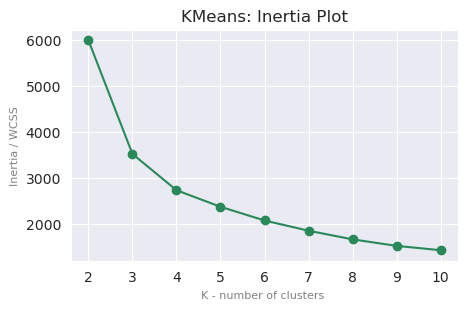 KMeans: Inertia Plot
6000
5000
4000
3000
2000
Inertia / WCSS
2 3 4 5 6 7 8 9 10
K - number of clusters